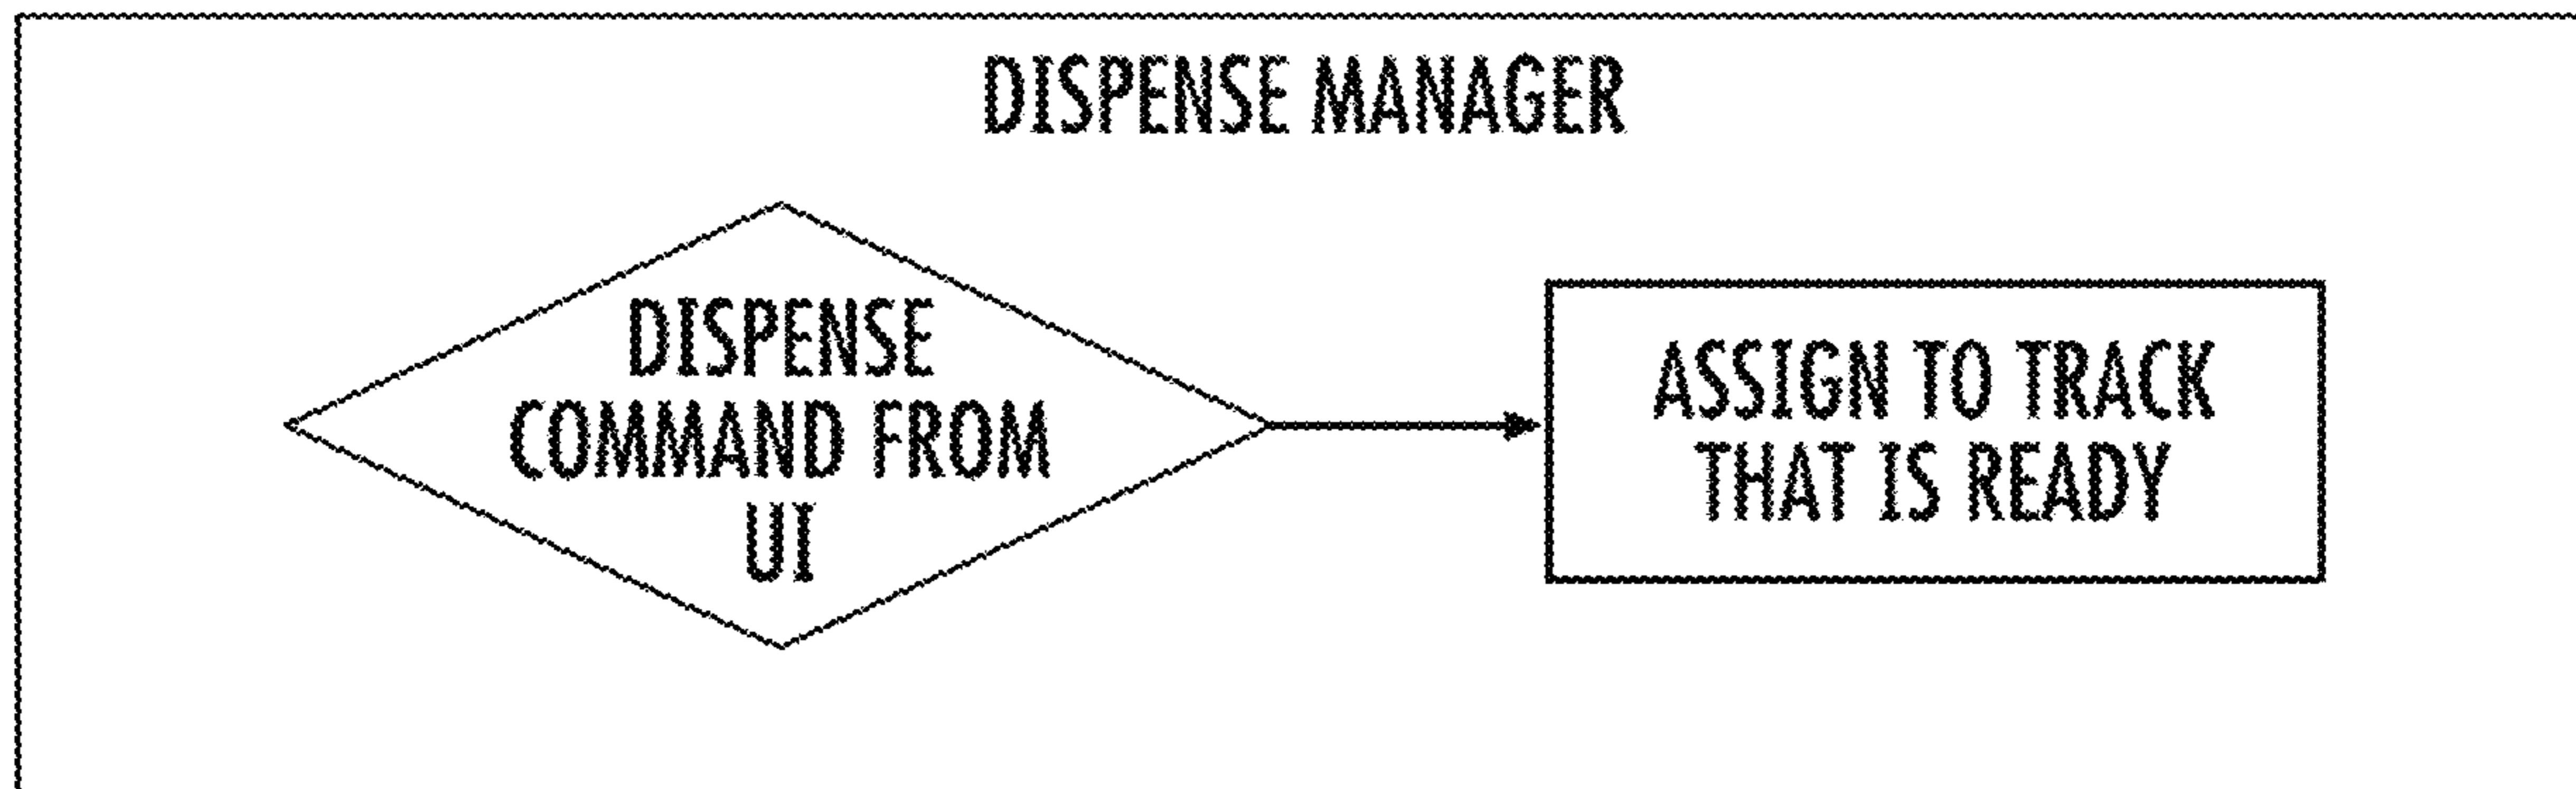 DISPENSE MANAGER
DISPENSE
COMMAND FROM
UI
ASSIGN TO TRACK
THAT IS READY